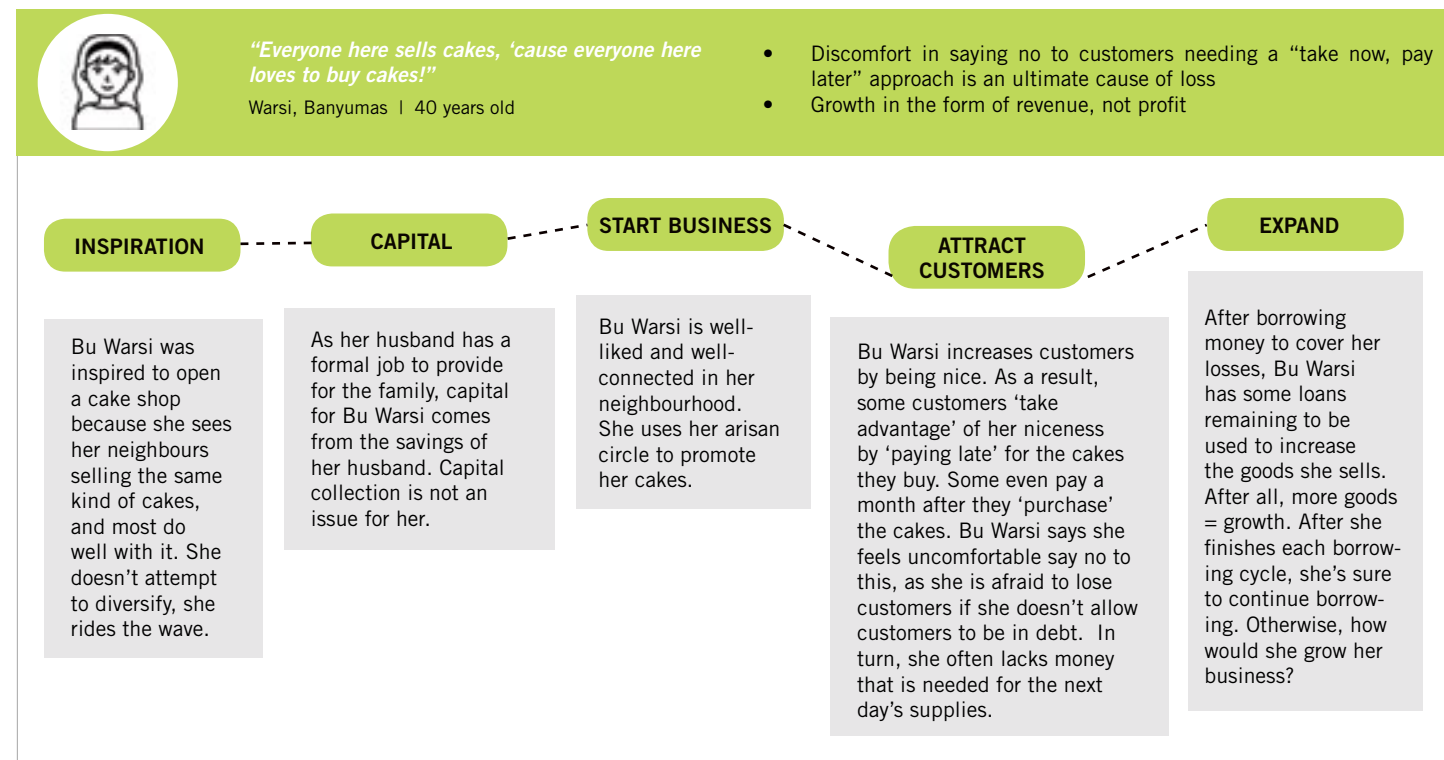 “Everyone here sells cakes, ‘cause everyone here
loves to buy cakes!”
Warsi, Banyumas | 40 years old
• Discomfort in saying no to customers needing a “take now, pay
later” approach is an ultimate cause of loss
• Growth in the form of revenue, not profit
INSPIRATION
Bu Warsi was
inspired to open
a cake shop
because she sees
her neighbours
selling the same
kind of cakes,
and most do
well with it. She
doesn’t attempt
to diversify, she
rides the wave.
CAPITAL
As her husband has a
formal job to provide
for the family, capital
for Bu Warsi comes
from the savings of
her husband. Capital
collection is not an
issue for her.
START BUSINESS
Bu Warsi is well-
liked and well-
connected in her
neighbourhood.
She uses her arisan
circle to promote
her cakes.
ATTRACT
CUSTOMERS
Bu Warsi increases customers
by being nice. As a result,
some customers ‘take
advantage’ of her niceness
by ‘paying late’ for the cakes
they buy. Some even pay a
month after they ‘purchase’
the cakes. Bu Warsi says she
feels uncomfortable say no to
this, as she is afraid to lose
customers if she doesn’t allow
customers to be in debt.  In
turn, she often lacks money
that is needed for the next
day’s supplies.
EXPAND
After borrowing
money to cover her
losses, Bu Warsi
has some loans
remaining to be
used to increase
the goods she sells.
After all, more goods
= growth. After she
finishes each borrow-
ing cycle, she’s sure
to continue borrow-
ing. Otherwise, how
would she grow her
business?